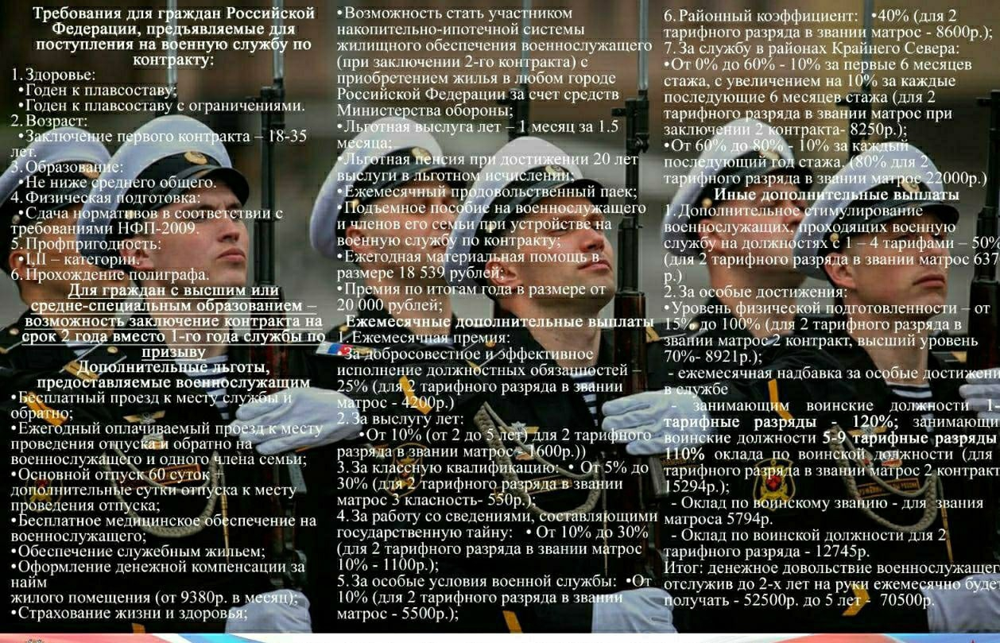 Требования для граждан Российской
Федерации, предъявляемые для
поступления на военную службу по
контракту:
1. Здоровье:
•Годен к плавсоставу;
•Годен к плавсоставу с ограничениями.
2. Возраст:
•Заключение первого контракта – 18-35
лет.
3. Образование:
•Не ниже среднего общего.
4. Физическая подготовка:
•Сдача нормативов в соответствии с
требованиями НФП-2009.
5. Профпригодность:
•I,II – категории.
6. Прохождение полиграфа.
Для граждан с высшим или
средне-специальным образованием –
возможность заключение контракта на
срок 2 года вместо 1-го года службы по
призыву
Дополнительные льготы,
предоставляемые военнослужащим
•Бесплатный проезд к месту службы и
обратно;
•Ежегодный оплачиваемый проезд к месту
проведения отпуска и обратно на
военнослужащего и одного члена семьи;
•Основной отпуск 60 суток +
дополнительные сутки отпуска к месту
проведения отпуска;
•Бесплатное медицинское обеспечение на
военнослужащего;
•Обеспечение служебным жильем;
•Оформление денежной компенсации за
найм
жилого помещения (от 9380р. в месяц);
•Страхование жизни и здоровья;
•Возможность стать участником
накопительно-ипотечной системы
жилищного обеспечения военнослужащего
(при заключении 2-го контракта) с
приобретением жилья в любом городе
Российской Федерации за счет средств
Министерства обороны;
•Льготная выслуга лет – 1 месяц за 1.5
месяца;
•Льготная пенсия при достижении 20 лет
выслуги в льготном исчислении;
•Ежемесячный продовольственный паек;
•Подъемное пособие на военнослужащего
и членов его семьи при устройстве на
военную службу по контракту;
•Ежегодная материальная помощь в
размере 18 539 рублей;
•Премия по итогам года в размере от
20 000 рублей;
Ежемесячные дополнительные выплаты
1. Ежемесячная премия:
•За добросовестное и эффективное
исполнение должностных обязанностей –
25% (для 2 тарифного разряда в звании
матрос - 4200р.)
2. За выслугу лет:
•От 10% (от 2 до 5 лет) для 2 тарифного
разряда в звании матрос - 1600р.))
3. За классную квалификацию: • От 5% до
30% (для 2 тарифного разряда в звании
матрос 3 класность- 550р.);
4. За работу со сведениями, составляющими
государственную тайну: • От 10% до 30%
(для 2 тарифного разряда в звании матрос
10% - 1100р.);
5. За особые условия военной службы: •От
10% (для 2 тарифного разряда в звании
матрос - 5500р.);
6. Районный коэффициент: •40% (для 2
тарифного разряда в звании матрос - 8600р.);
7. За службу в районах Крайнего Севера:
•От 0% до 60% - 10% за первые 6 месяцев
стажа, с увеличением на 10% за каждые
последующие 6 месяцев стажа (для 2
тарифного разряда в звании матрос при
заключении 2 контракта- 8250р.);
•От 60% до 80% - 10% за каждый
последующий год стажа. (80% для 2
тарифного разряда в звании матрос 22000р.)
Иные дополнительные выплаты
1. Дополнительное стимулирование
военнослужащих, проходящих военную
службу на должностях с 1 – 4 тарифами – 50%
(для 2 тарифного разряда в звании матрос 637
р.)
2. За особые достижения:
•Уровень физической подготовленности – от
15% до 100% (для 2 тарифного разряда в
звании матрос 2 контракт, высший уровень
70%- 8921р.);
- ежемесячная надбавка за особые достижени
в службе
- занимающим воинские должности 1-
тарифные разряды - 120%; занимающи
воинские должности 5-9 тарифные разряды
110% оклада по воинской должности (для
тарифного разряда в звании матрос 2 контракт
15294р.);
- Оклад по воинскому званию - для звания
матроса 5794р.
- Оклад по воинской должности для 2
тарифного разряда - 12745р.
Итог: денежное довольствие военнослужащег
отслужив до 2-х лет на руки ежемесячно буде
получать - 52500р. до 5 лет - 70500р.